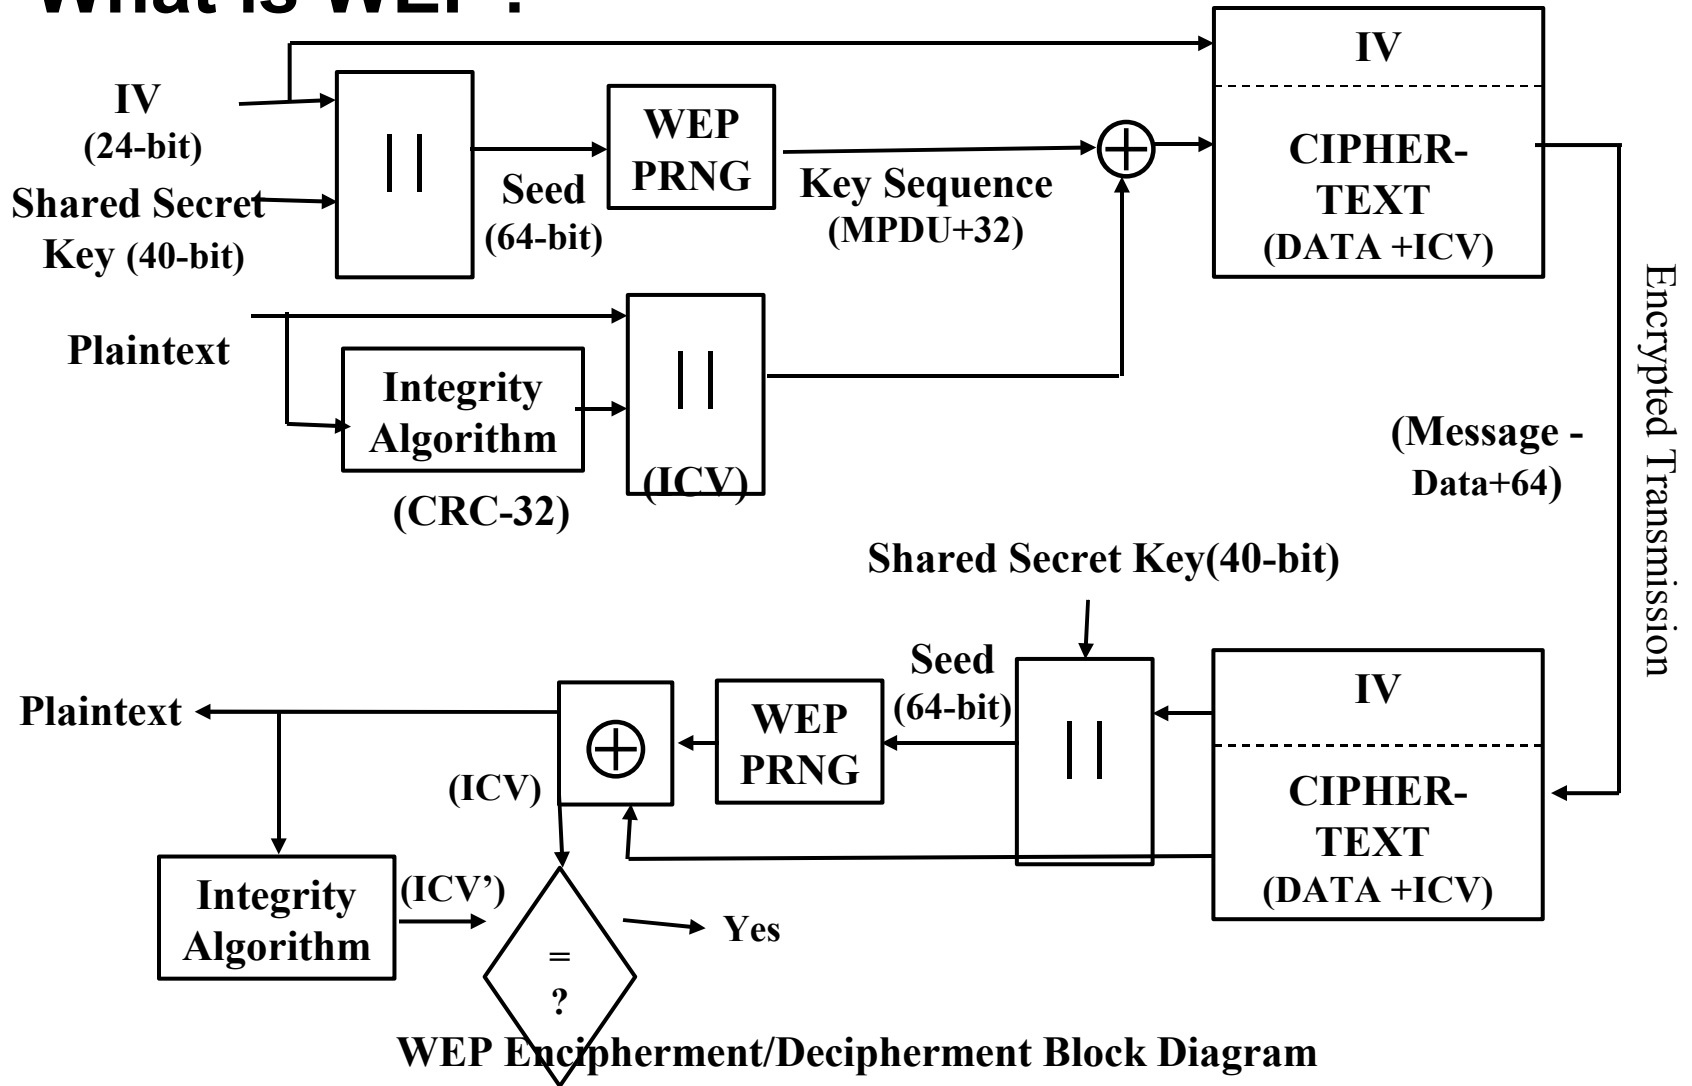 What is WEP?
IV
(24-bit)
Shared Secret
Key (40-bit)
| |
Seed
(64-bit)
WEP
PRNG
Key Sequence
(MPDU+32)
IV
CIPHER-
TEXT
(DATA +ICV)
Plaintext
Integrity
Algorithm
(CRC-32)
| |
(ICV)
(Message -
Data+64)
Encrypted Transmission
Shared Secret Key(40-bit)
Plaintext
(ICV)
WEP
PRNG
Seed
(64-bit)
| |
IV
CIPHER-
TEXT
(DATA +ICV)
Integrity
Algorithm
(ICV’)
=
?
Yes
WEP Encipherment/Decipherment Block Diagram